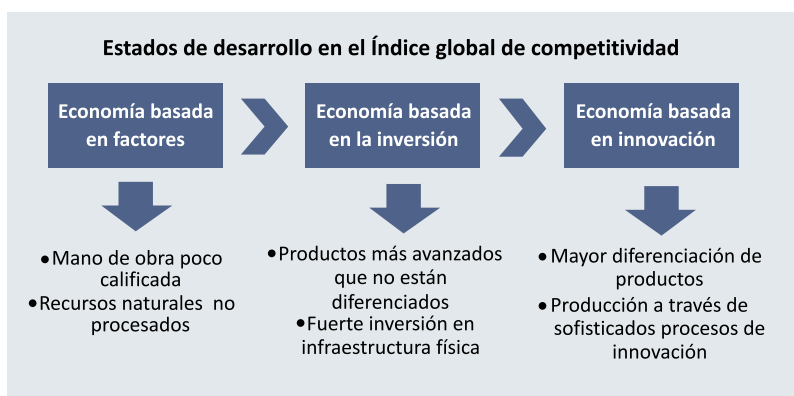 Estados de desarrollo en el Índice global de competitividad
Economía basada
en factores
Economía basada
en la inversión
Economía basada
en innovación
•Mano de obra poco
calificada
•Recursos naturales no
procesados
•Productos más avanzados
que no están
diferenciados
•Fuerte inversión en
infraestructura física
•Mayor diferenciación de
productos
•Producción a través de
sofisticados procesos de
innovación